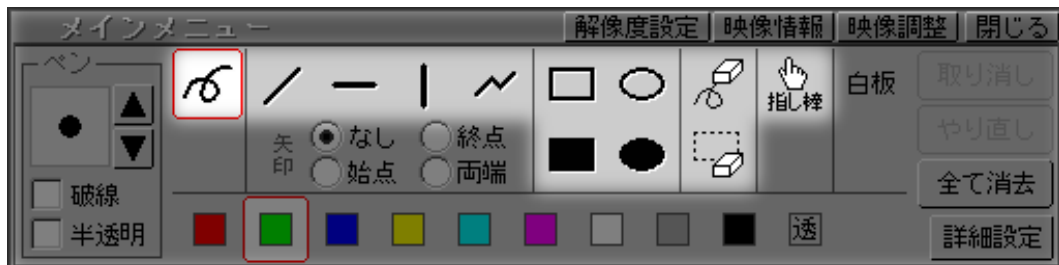 メインメニュー 解像度設定 映像情報 映像調整 閉じる
ペン
指し棒 白板 取り消し
矢印 なし 終点 やり直し
始点 両端
破線 全て消去
半透明 透 詳細設定